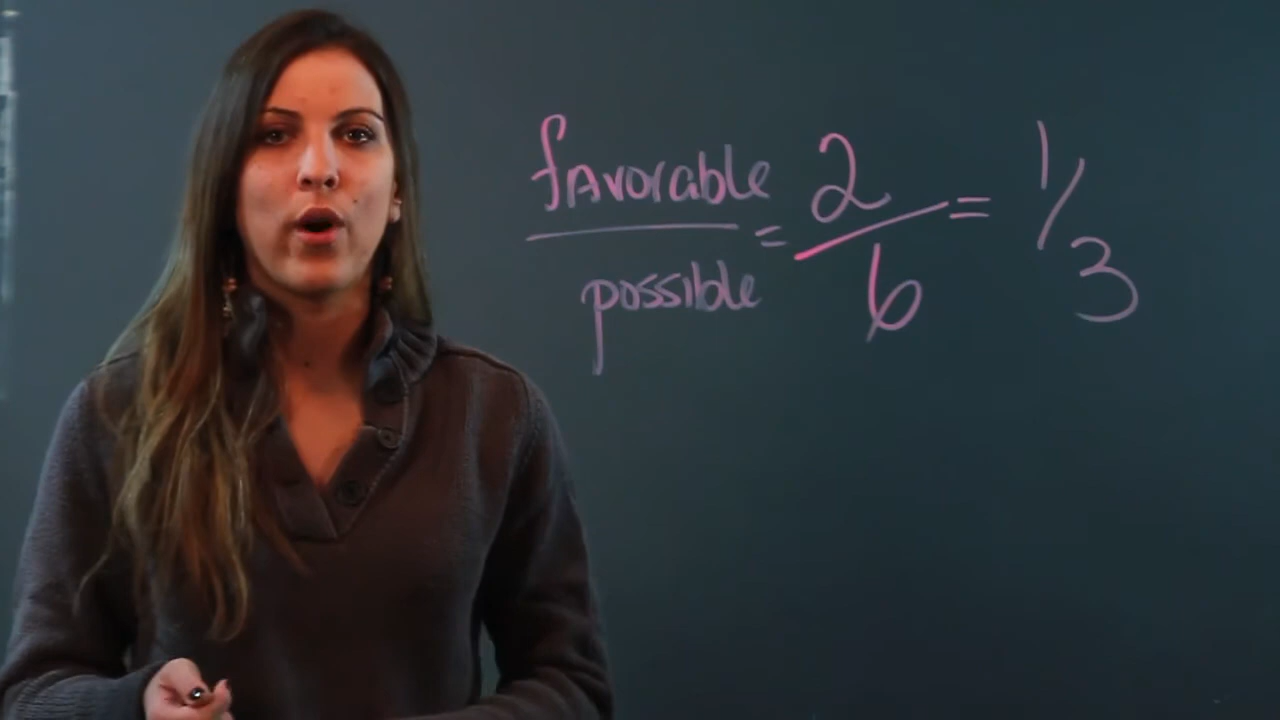 favorable / possible = 2/6 = 1/3